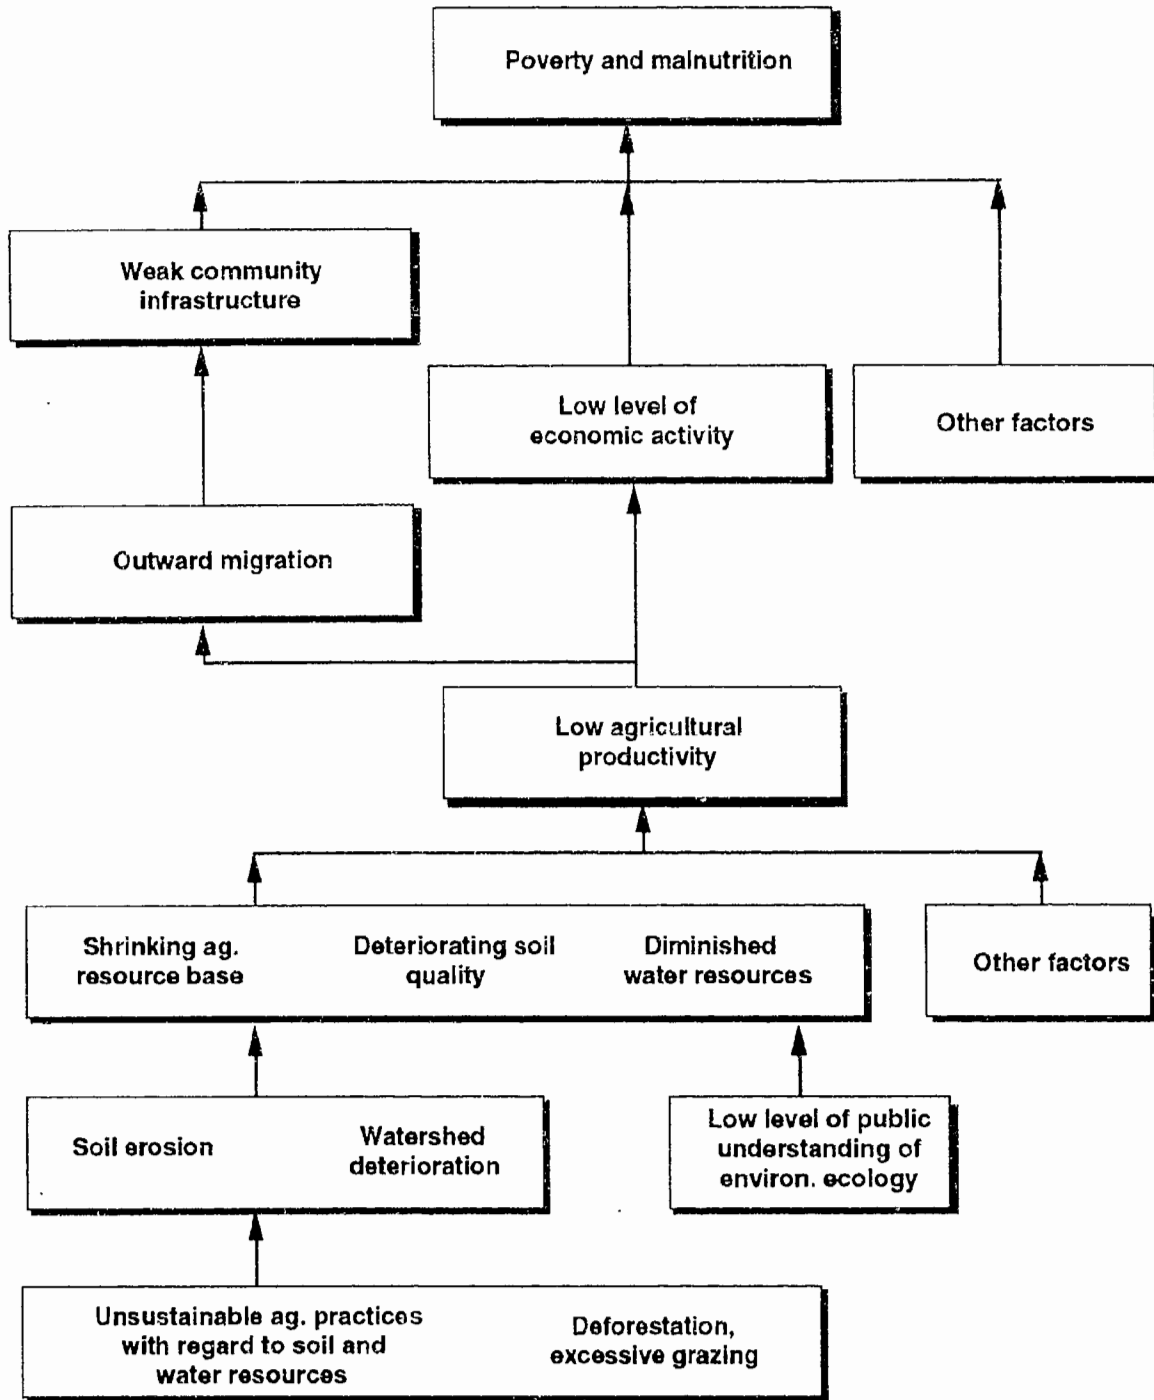 Poverty and malnutrition
Weak community
infrastructure
Low level of
economic activity
Other factors
Outward migration
Low agricultural
productivity
Shrinking ag.
resource base
Deteriorating soil
quality
Diminished
water resources
Other factors
Soil erosion
Watershed
deterioration
Low level of public
understanding of
environ. ecology
Unsustainable ag. practices
with regard to soil and
water resources
Deforestation,
excessive grazing